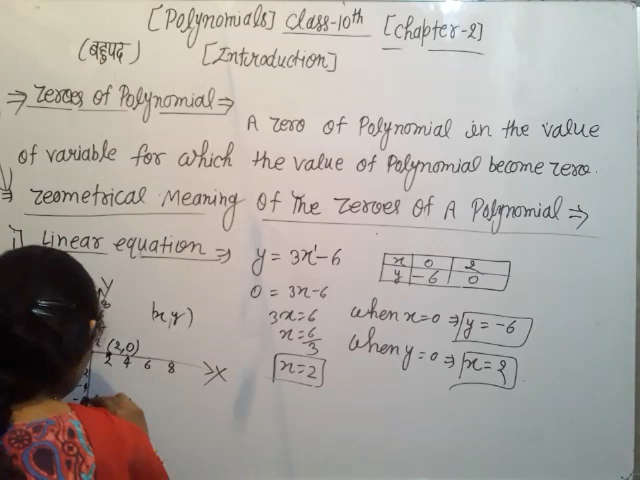 [Polynomials] Class-10th [Chapter-2]
(बहुपद) [Introduction]
⇒ Zeroes of Polynomial ⇒
A zero of Polynomial in the value
of variable for which the value of Polynomial become zero.
⇒ Zeometrical Meaning Of The Zeroes Of A Polynomial ⇒
i) Linear equation ⇒
y = 3x¹-6
x 0 2
y -6 0
0 = 3x-6
3x=6
x=6/3
x=2
when x=0 ⇒ y = -6
when y=0 ⇒ x=2
Y
x,y)
(2,0)
2 4 6 8 X